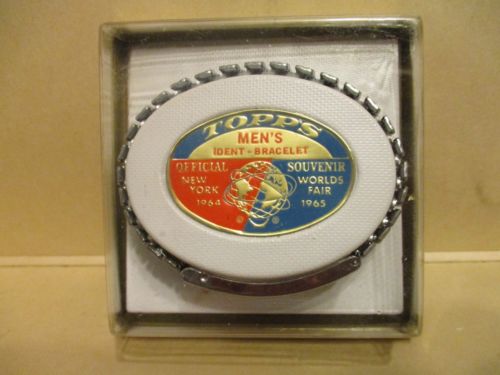 TOPPS
MEN'S
IDENT-BRACELET
OFFICIAL SOUVENIR
NEW WORLDS
YORK FAIR
1964 1965
® ®